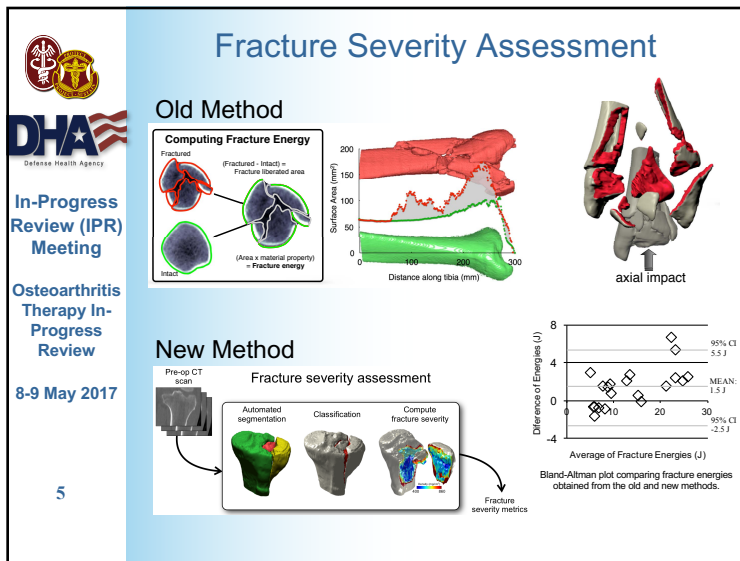 Fracture Severity Assessment
DHA
Defense Health Agency
In-Progress
Review (IPR)
Meeting
Osteoarthritis
Therapy In-
Progress
Review
8-9 May 2017
5
Old Method
Computing Fracture Energy
Fractured
(Fractured - Intact) =
Fracture liberated area
Intact
(Area x material property)
= Fracture energy
Surface Area (mm²)
200
150
100
50
0
0
100
200
300
Distance along tibia (mm)
axial impact
New Method
Pre-op CT
scan
Fracture severity assessment
Automated
segmentation
Classification
Compute
fracture severity
Fracture
severity metrics
Diference of Energies (J)
8
4
0
-4
0
10
20
30
95% CI
5.5 J
MEAN:
1.5 J
95% CI
-2.5 J
Average of Fracture Energies (J)
Bland-Altman plot comparing fracture energies
obtained from the old and new methods.